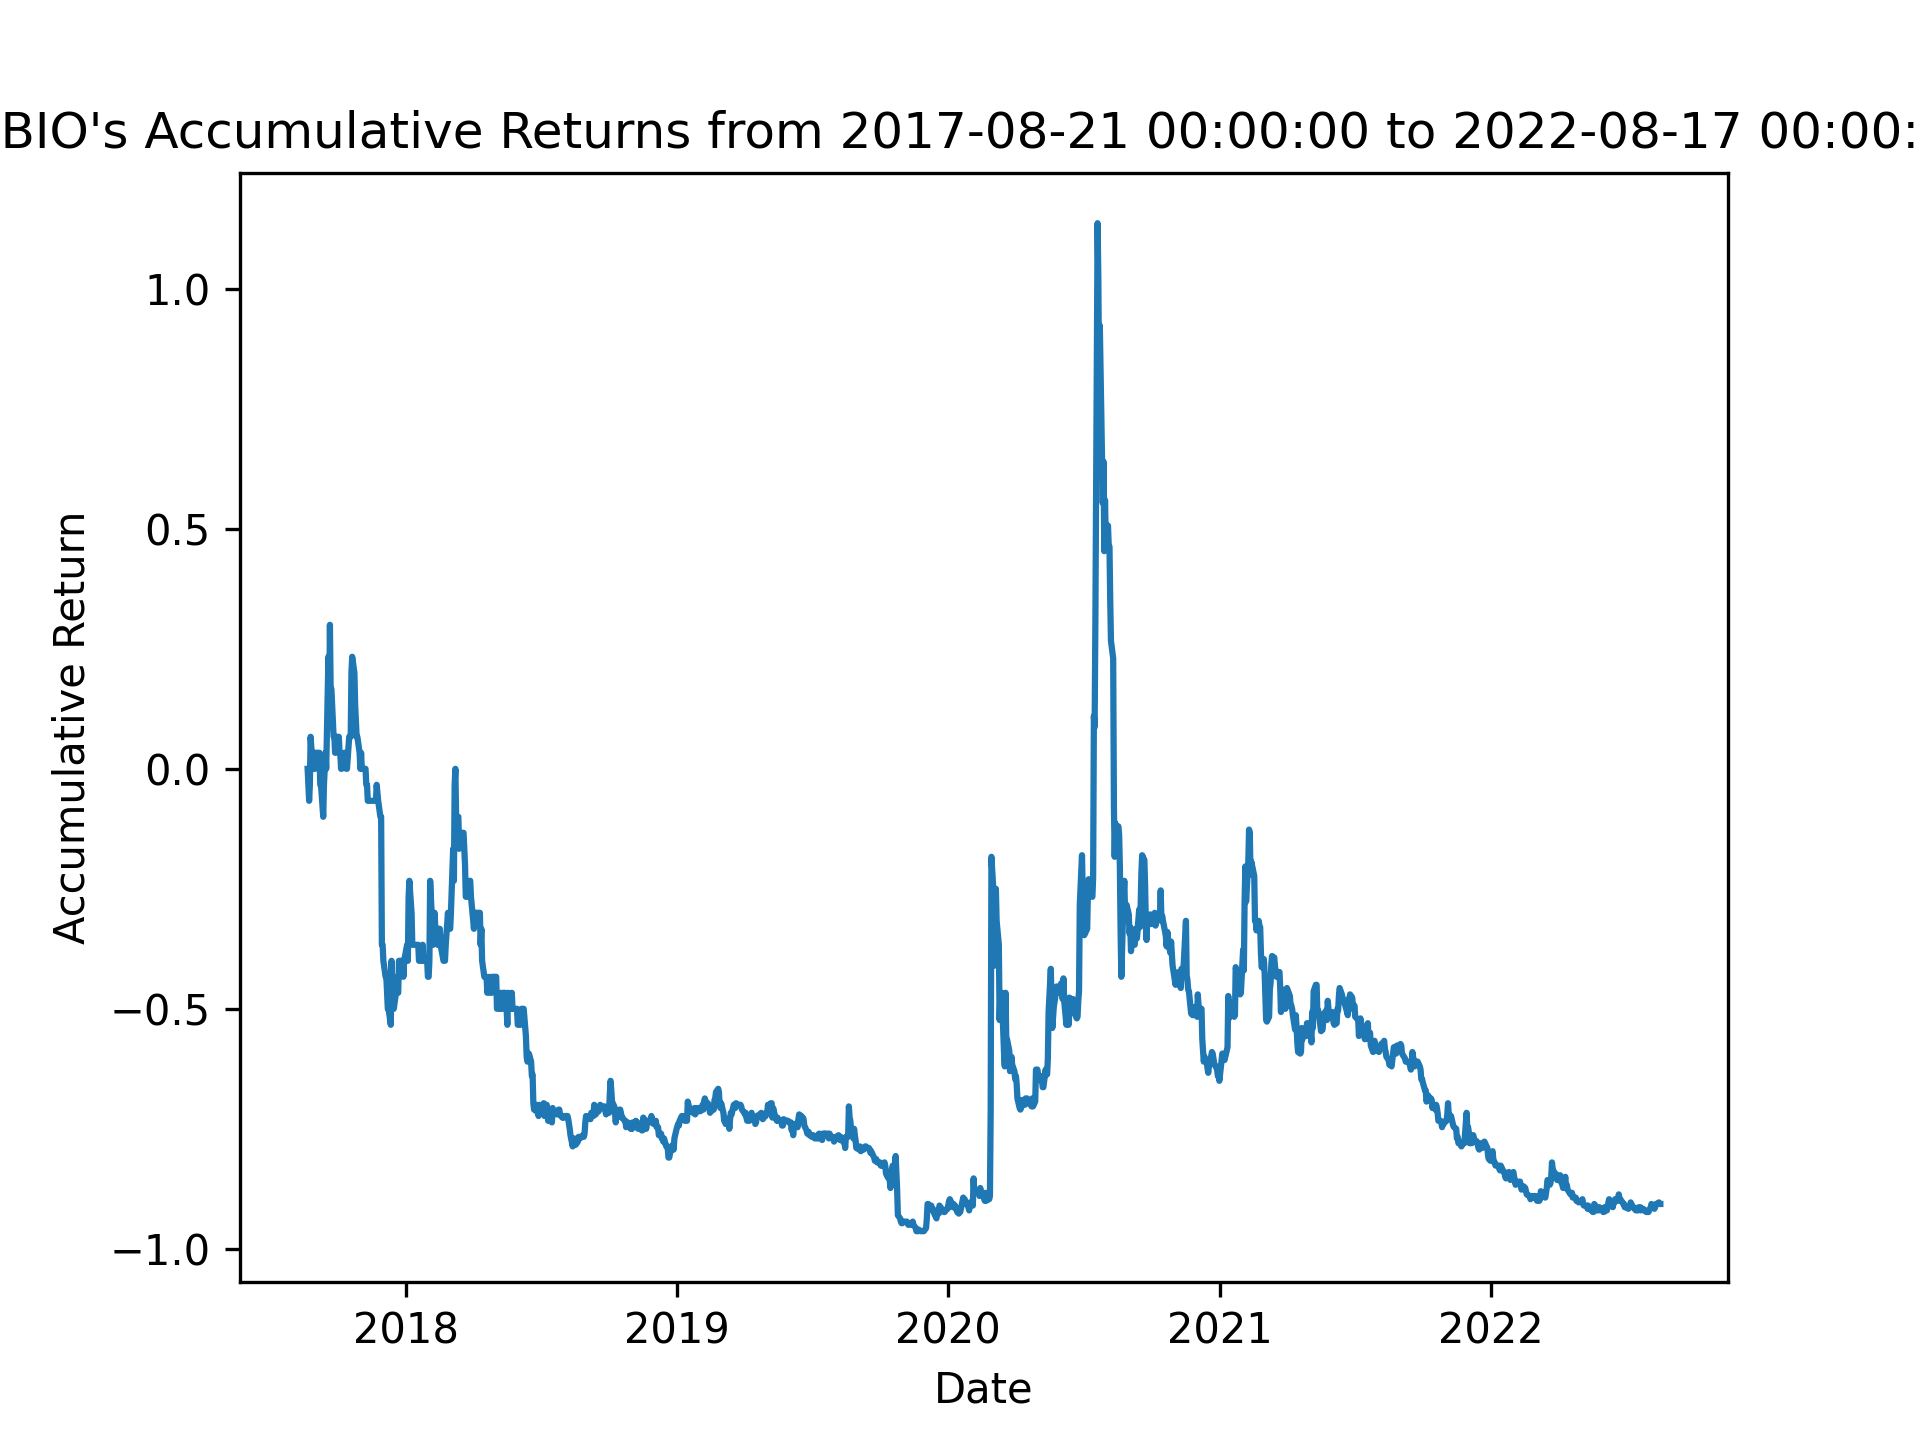 BIO's Accumulative Returns from 2017-08-21 00:00:00 to 2022-08-17 00:00:
1.0
0.5
0.0
−0.5
−1.0
Accumulative Return
2018 2019 2020 2021 2022
Date